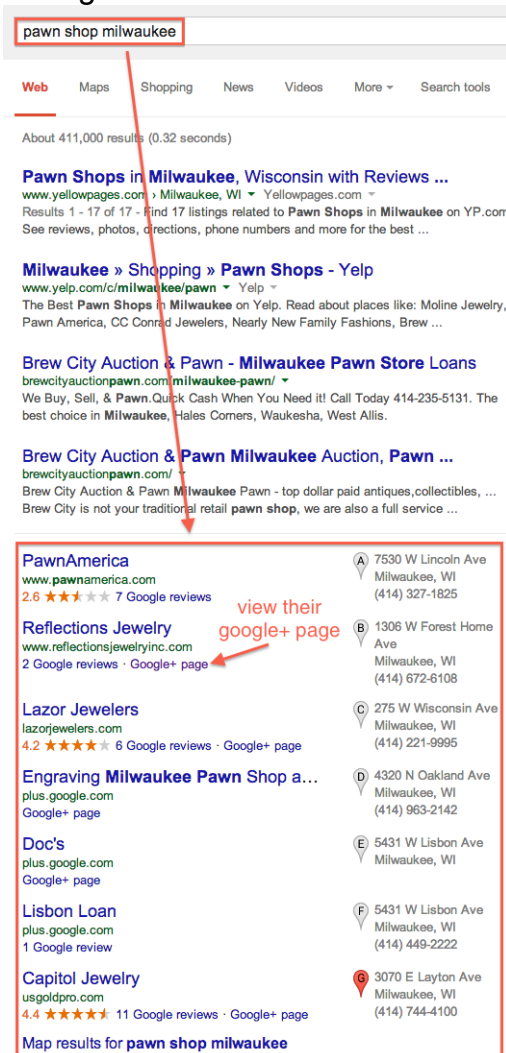 pawn shop milwaukee
Web Maps Shopping News Videos More Search tools
About 411,000 results (0.32 seconds)
Pawn Shops in Milwaukee, Wisconsin with Reviews ...
www.yellowpages.com › Milwaukee, WI Yellowpages.com
Results 1 - 17 of 17 - Find 17 listings related to Pawn Shops in Milwaukee on YP.com
See reviews, photos, directions, phone numbers and more for the best ...
Milwaukee » Shopping » Pawn Shops - Yelp
www.yelp.com/c/milwaukee/pawn Yelp
The Best Pawn Shops in Milwaukee on Yelp. Read about places like: Moline Jewelry,
Pawn America, CC Conrad Jewelers, Nearly New Family Fashions, Brew ...
Brew City Auction & Pawn - Milwaukee Pawn Store Loans
brewcityauctionpawn.com/milwaukee-pawn/
We Buy, Sell, & Pawn.Quick Cash When You Need it! Call Today 414-235-5131. The
best choice in Milwaukee, Hales Corners, Waukesha, West Allis.
Brew City Auction & Pawn Milwaukee Auction, Pawn ...
brewcityauctionpawn.com/
Brew City Auction & Pawn Milwaukee Pawn - top dollar paid antiques,collectibles, ...
Brew City is not your traditional retail pawn shop, we are also a full service ...
PawnAmerica
www.pawnamerica.com
2.6 7 Google reviews
A 7530 W Lincoln Ave
Milwaukee, WI
(414) 327-1825
view their
google+ page
Reflections Jewelry
www.reflectionsjewelryinc.com
2 Google reviews · Google+ page
B 1306 W Forest Home
Ave
Milwaukee, WI
(414) 672-6108
Lazor Jewelers
lazorjewelers.com
4.2 6 Google reviews · Google+ page
C 275 W Wisconsin Ave
Milwaukee, WI
(414) 221-9995
Engraving Milwaukee Pawn Shop a...
plus.google.com
Google+ page
D 4320 N Oakland Ave
Milwaukee, WI
(414) 963-2142
Doc's
plus.google.com
Google+ page
E 5431 W Lisbon Ave
Milwaukee, WI
Lisbon Loan
plus.google.com
1 Google review
F 5431 W Lisbon Ave
Milwaukee, WI
(414) 449-2222
Capitol Jewelry
usgoldpro.com
4.4 11 Google reviews · Google+ page
G 3070 E Layton Ave
Milwaukee, WI
(414) 744-4100
Map results for pawn shop milwaukee